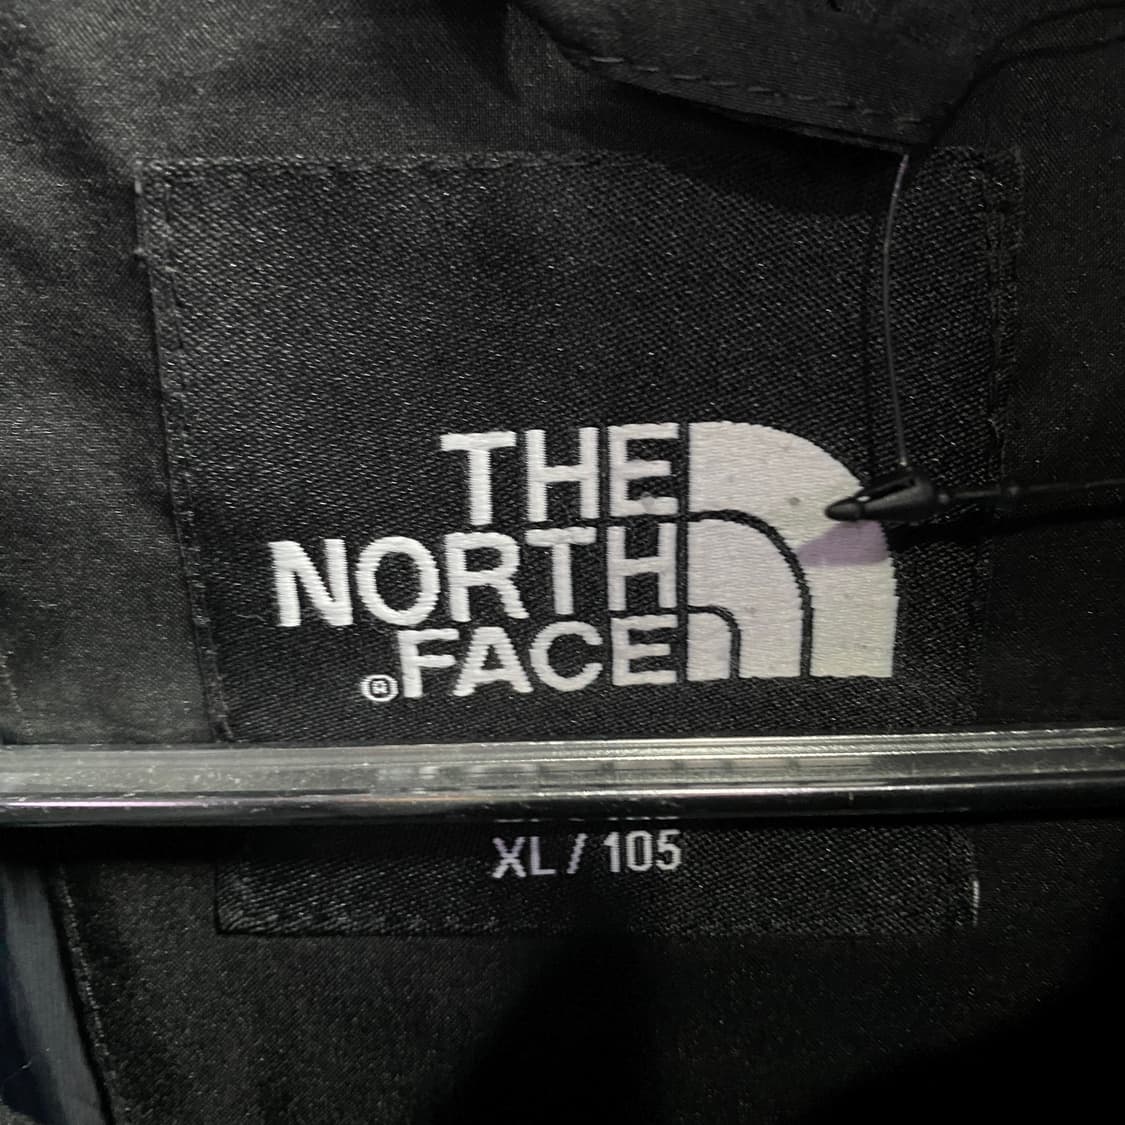 THE
NORTH
® FACE
XL / 105